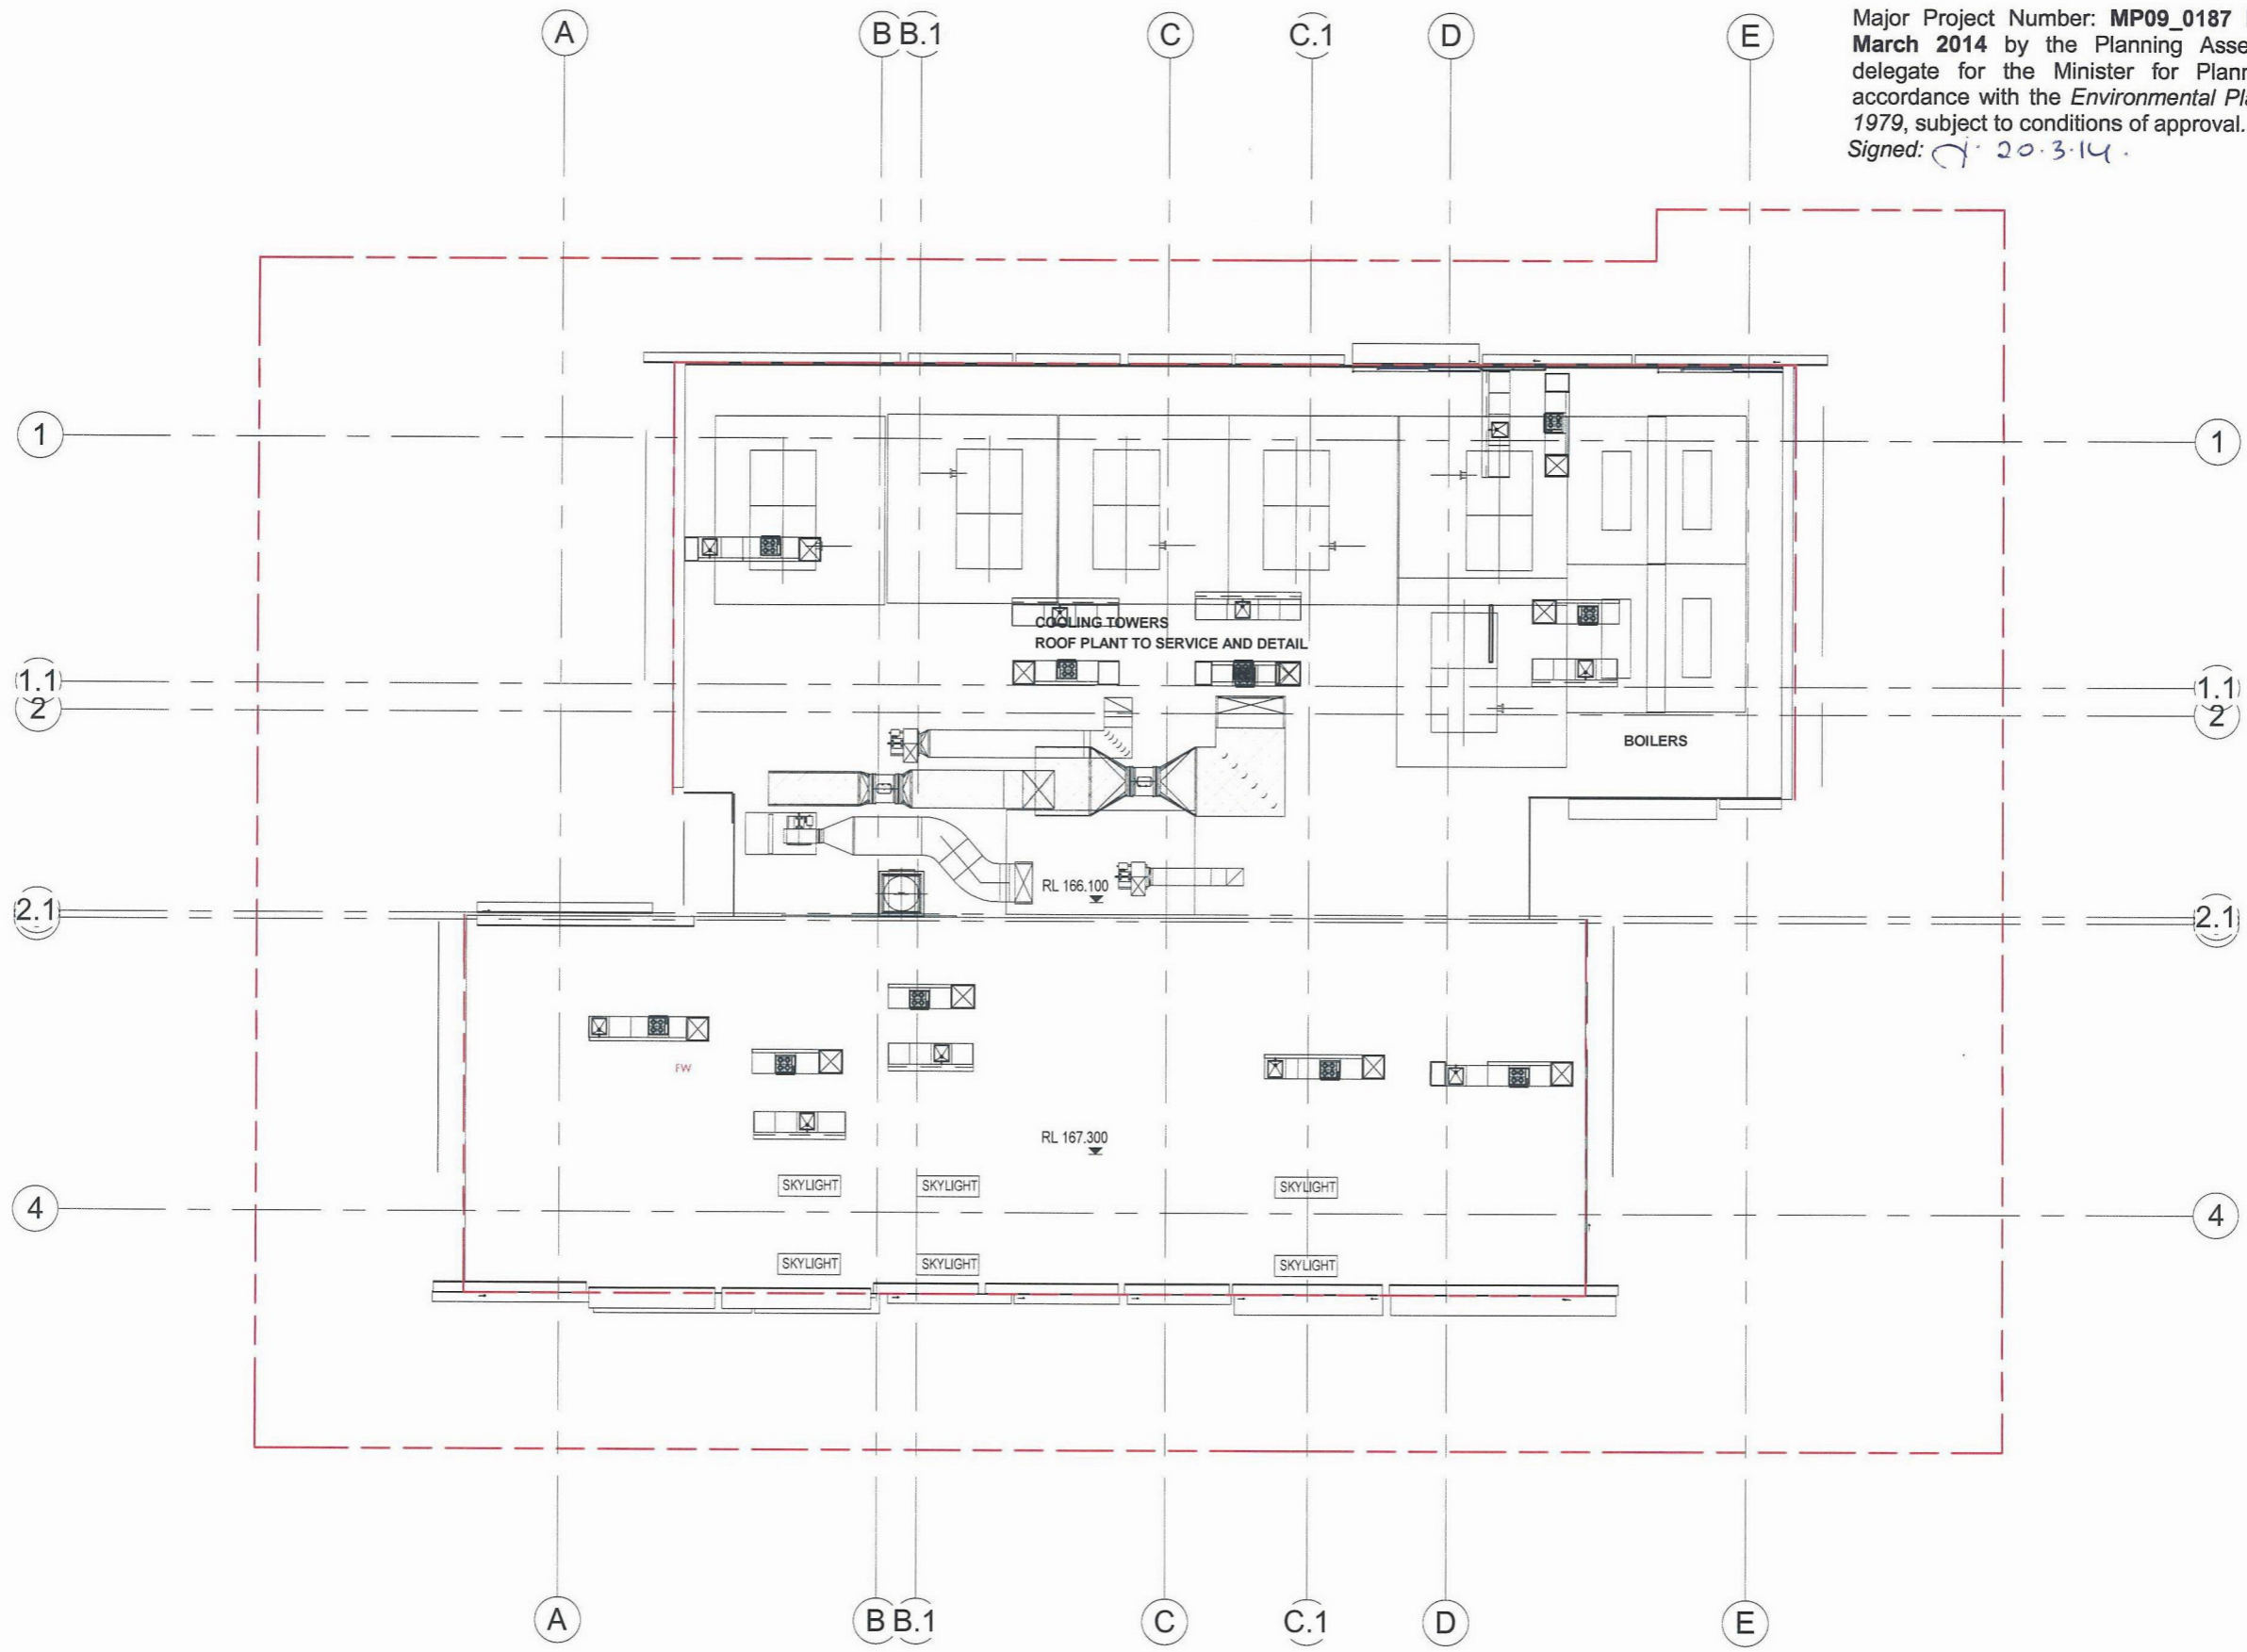 Major Project Number: MP09_0187
March 2014 by the Planning
delegate for the Minister for
accordance with the Environmental
1979, subject to conditions of approval.
Signed: 20.3.14.
A B B.1 C C.1 D E
1 1
COOLING TOWERS
ROOF PLANT TO SERVICE AND DETAIL
1.1 1.1
2 2
BOILERS
RL 166.100
2.1 2.1
FW
RL 167.300
SKYLIGHT SKYLIGHT SKYLIGHT
4 4
SKYLIGHT SKYLIGHT SKYLIGHT
A B B.1 C C.1 D E